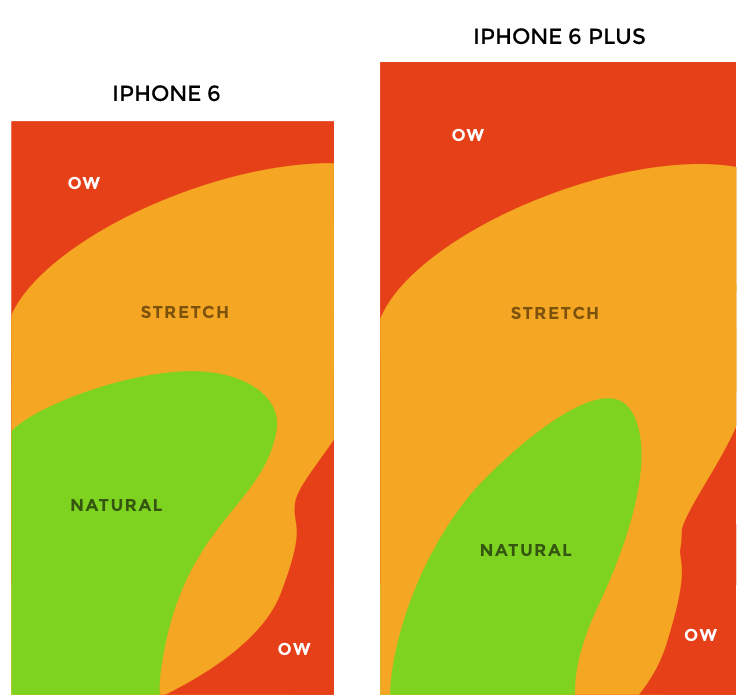 IPHONE 6
OW
STRETCH
NATURAL
OW
IPHONE 6 PLUS
OW
STRETCH
NATURAL
OW